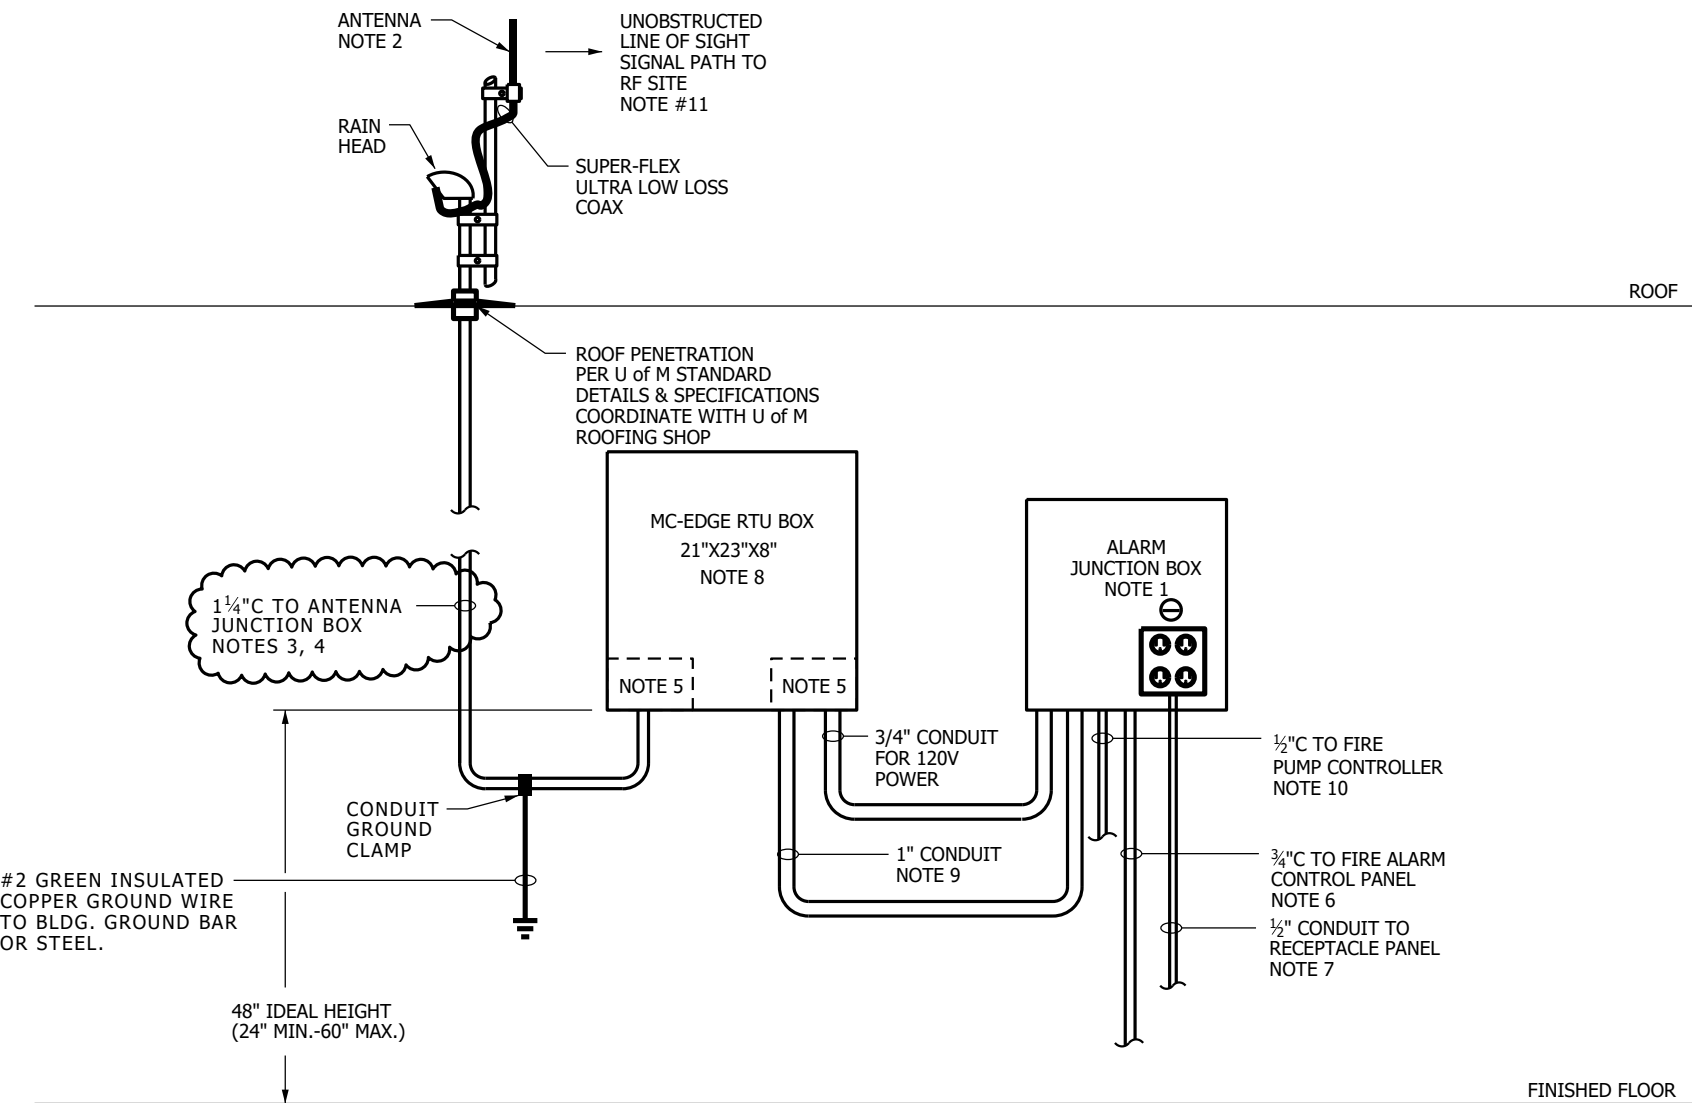 ANTENNA
NOTE 2
UNOBSTRUCTED
LINE OF SIGHT
SIGNAL PATH TO
RF SITE
NOTE #11
RAIN
HEAD
SUPER-FLEX
ULTRA LOW LOSS
COAX
ROOF
ROOF PENETRATION
PER U of M STANDARD
DETAILS & SPECIFICATIONS
COORDINATE WITH U of M
ROOFING SHOP
MC-EDGE RTU BOX
21"X23"X8"
NOTE 8
ALARM
JUNCTION BOX
NOTE 1
1¼"C TO ANTENNA
JUNCTION BOX
NOTES 3, 4
NOTE 5
NOTE 5
3/4" CONDUIT
FOR 120V
POWER
½"C TO FIRE
PUMP CONTROLLER
NOTE 10
CONDUIT
GROUND
CLAMP
1" CONDUIT
NOTE 9
¾"C TO FIRE ALARM
CONTROL PANEL
NOTE 6
#2 GREEN INSULATED
COPPER GROUND WIRE
TO BLDG. GROUND BAR
OR STEEL.
½" CONDUIT TO
RECEPTACLE PANEL
NOTE 7
48" IDEAL HEIGHT
(24" MIN.-60" MAX.)
FINISHED FLOOR